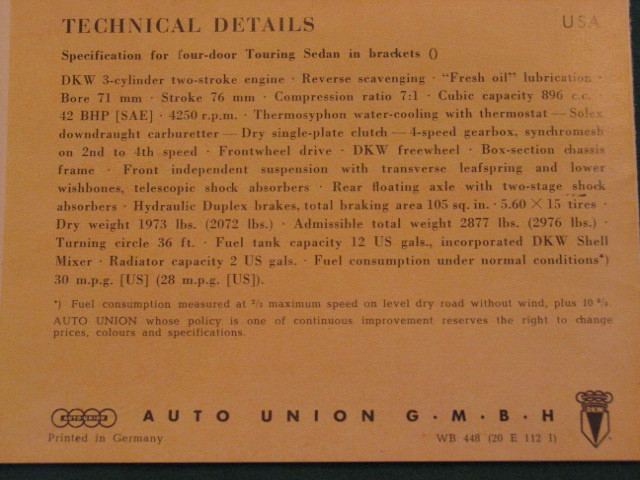 TECHNICAL DETAILS
USA
Specification for four-door Touring Sedan in brackets ()
DKW 3-cylinder two-stroke engine · Reverse scavenging · "Fresh oil" lubrication ·
Bore 71 mm · Stroke 76 mm · Compression ratio 7:1 · Cubic capacity 896 c.c. ·
42 BHP [SAE] · 4250 r.p.m. · Thermosyphon water-cooling with thermostat — Solex
downdraught carburetter — Dry single-plate clutch — 4-speed gearbox, synchromesh
on 2nd to 4th speed · Frontwheel drive · DKW freewheel · Box-section chassis
frame · Front independent suspension with transverse leafspring and lower
wishbones, telescopic shock absorbers · Rear floating axle with two-stage shock
absorbers · Hydraulic Duplex brakes, total braking area 105 sq. in. · 5.60 × 15 tires ·
Dry weight 1973 lbs. (2072 lbs.) · Admissible total weight 2877 lbs. (2976 lbs.) ·
Turning circle 36 ft. · Fuel tank capacity 12 US gals., incorporated DKW Shell
Mixer · Radiator capacity 2 US gals. · Fuel consumption under normal conditions*)
30 m.p.g. [US] (28 m.p.g. [US]).
*) Fuel consumption measured at ²/₃ maximum speed on level dry road without wind, plus 10 %.
AUTO UNION whose policy is one of continuous improvement reserves the right to change
prices, colours and specifications.
AUTO UNION
AUTO UNION G·M·B·H
DKW
Printed in Germany
WB 448 (20 E 112 I)